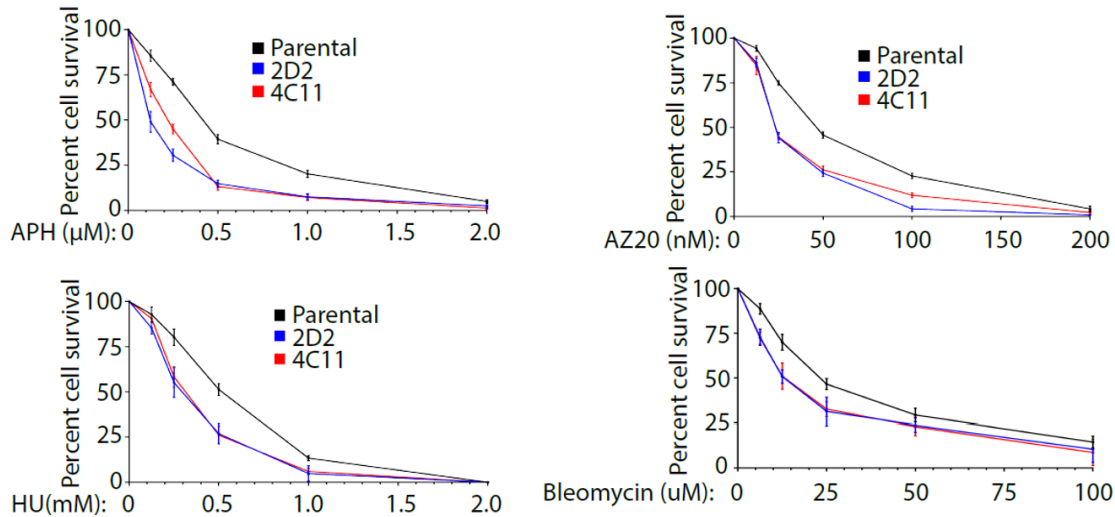 Percent cell survival
100
75
50
25
0
Parental
2D2
4C11
APH (µM): 0 0.5 1.0 1.5 2.0
Percent cell survival
100
75
50
25
0
Parental
2D2
4C11
AZ20 (nM): 0 50 100 150 200
Percent cell survival
100
75
50
25
0
Parental
2D2
4C11
HU(mM): 0 0.5 1.0 1.5 2.0
Percent cell survival
100
75
50
25
0
Bleomycin (uM): 0 25 50 75 100